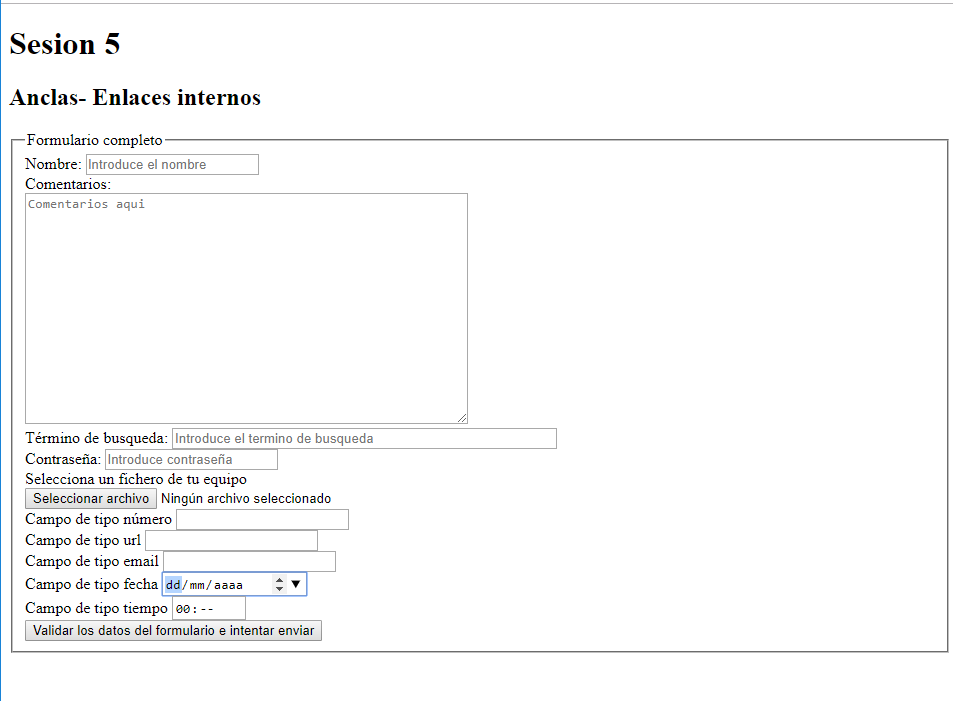 Sesion 5
Anclas- Enlaces internos
Formulario completo
Nombre: Introduce el nombre
Comentarios:
Comentarios aqui
Término de busqueda: Introduce el termino de busqueda
Contraseña: Introduce contraseña
Selecciona un fichero de tu equipo
Seleccionar archivo Ningún archivo seleccionado
Campo de tipo número
Campo de tipo url
Campo de tipo email
Campo de tipo fecha dd/mm/aaaa
Campo de tipo tiempo 00:--
Validar los datos del formulario e intentar enviar